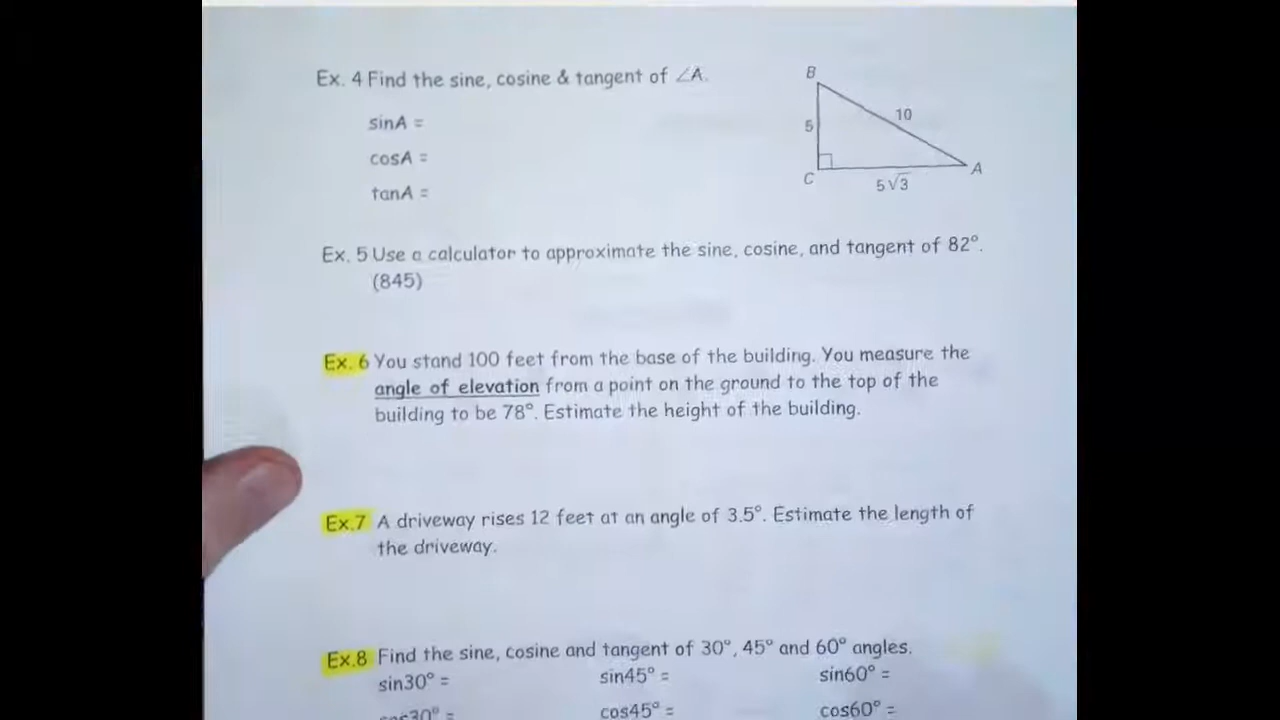 Ex. 4 Find the sine, cosine & tangent of ∠A.
sinA =
cosA =
tanA =
B
5
10
C
5√3
A
Ex. 5 Use a calculator to approximate the sine, cosine, and tangent of 82°.
(845)
Ex. 6 You stand 100 feet from the base of the building. You measure the
angle of elevation from a point on the ground to the top of the
building to be 78°. Estimate the height of the building.
Ex.7 A driveway rises 12 feet at an angle of 3.5°. Estimate the length of
the driveway.
Ex.8 Find the sine, cosine and tangent of 30°, 45° and 60° angles.
sin30° = sin45° = sin60° =
cos30° = cos45° = cos60° =